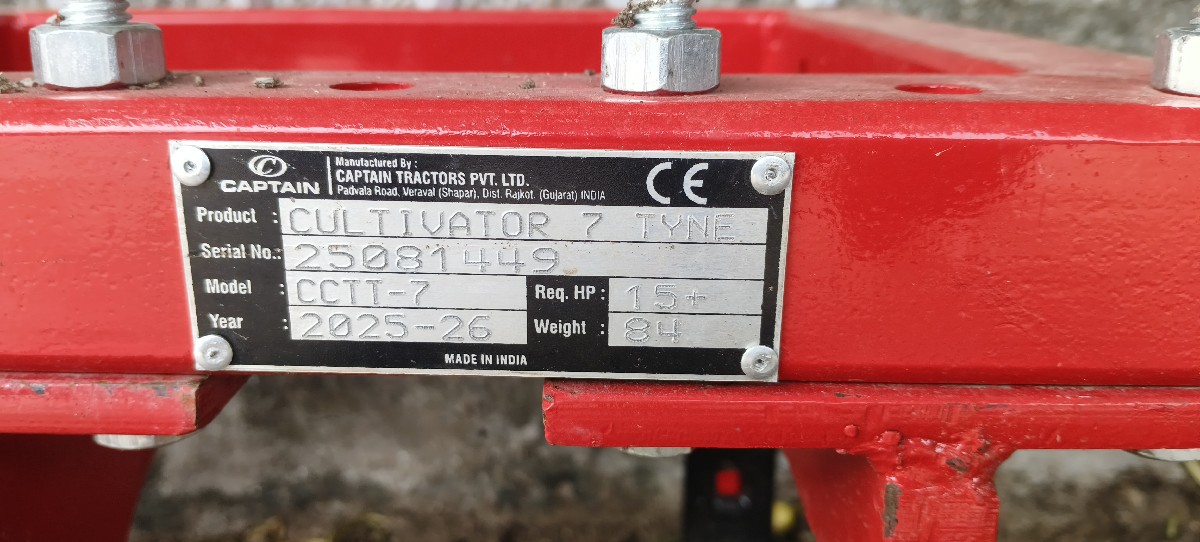 C
CAPTAIN
Manufactured By :
CAPTAIN TRACTORS PVT. LTD.
Padvala Road, Veraval (Shapar), Dist. Rajkot. (Gujarat) INDIA
CE
Product : CULTIVATOR 7 TYNE
Serial No.: 25081449
Model : CCTT-7 Req. HP : 15+
Year : 2025-26 Weight : 84
MADE IN INDIA